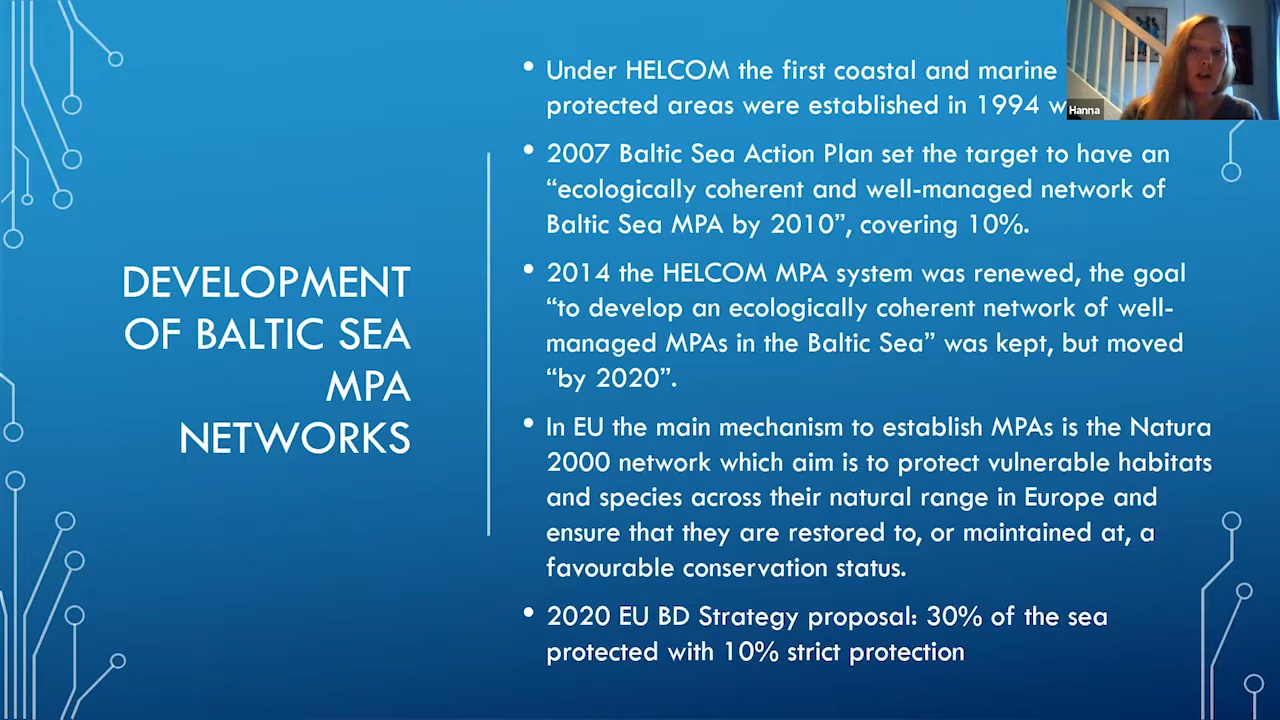 DEVELOPMENT
OF BALTIC SEA
MPA
NETWORKS
• Under HELCOM the first coastal and marine
protected areas were established in 1994
• 2007 Baltic Sea Action Plan set the target to have an
“ecologically coherent and well-managed network of
Baltic Sea MPA by 2010”, covering 10%.
• 2014 the HELCOM MPA system was renewed, the goal
“to develop an ecologically coherent network of well-
managed MPAs in the Baltic Sea” was kept, but moved
“by 2020”.
• In EU the main mechanism to establish MPAs is the Natura
2000 network which aim is to protect vulnerable habitats
and species across their natural range in Europe and
ensure that they are restored to, or maintained at, a
favourable conservation status.
• 2020 EU BD Strategy proposal: 30% of the sea
protected with 10% strict protection
Hanna